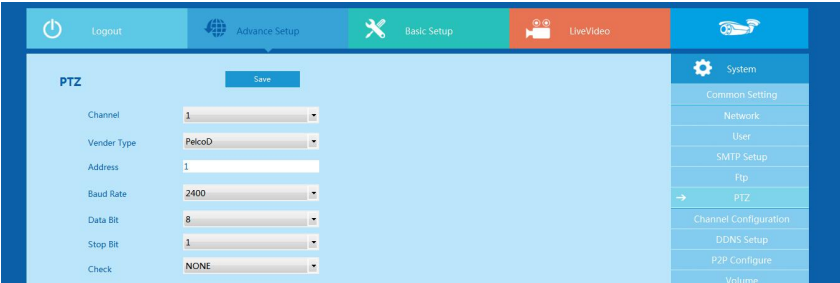 Logout
Advance Setup
Basic Setup
LiveVideo
PTZ
Save
Channel 1
Vender Type PelcoD
Address 1
Baud Rate 2400
Data Bit 8
Stop Bit 1
Check NONE
System
Common Setting
Network
User
SMTP Setup
Ftp
PTZ
Channel Configuration
DDNS Setup
P2P Configure
Volume